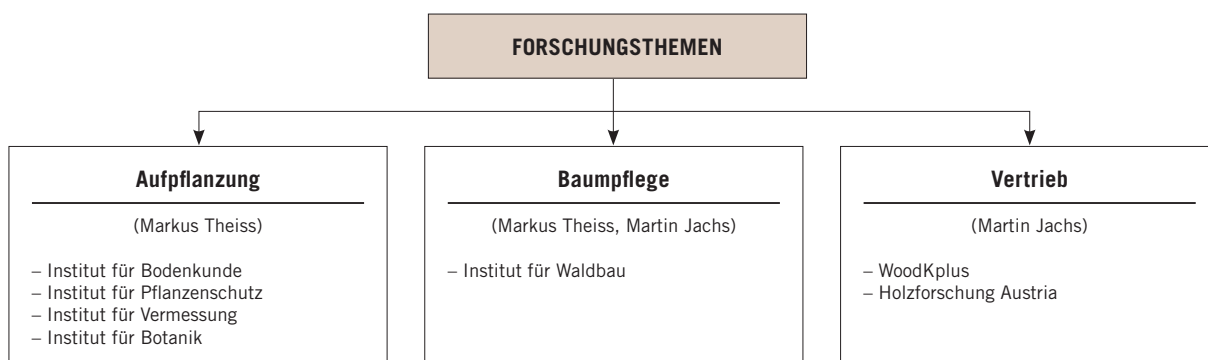 FORSCHUNGSTHEMEN
Aufpflanzung
(Markus Theiss)
– Institut für Bodenkunde
– Institut für Pflanzenschutz
– Institut für Vermessung
– Institut für Botanik
Baumpflege
(Markus Theiss, Martin Jachs)
– Institut für Waldbau
Vertrieb
(Martin Jachs)
– WoodKplus
– Holzforschung Austria